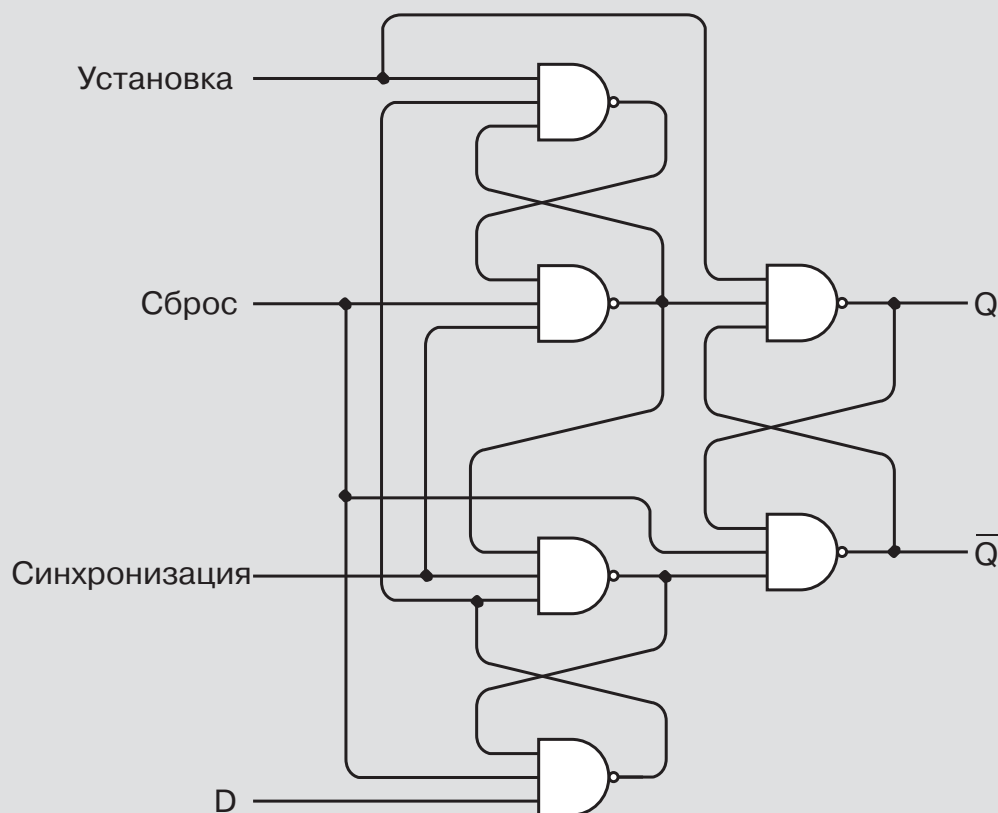 Установка
Сброс
Q
Синхронизация
Q̅
D